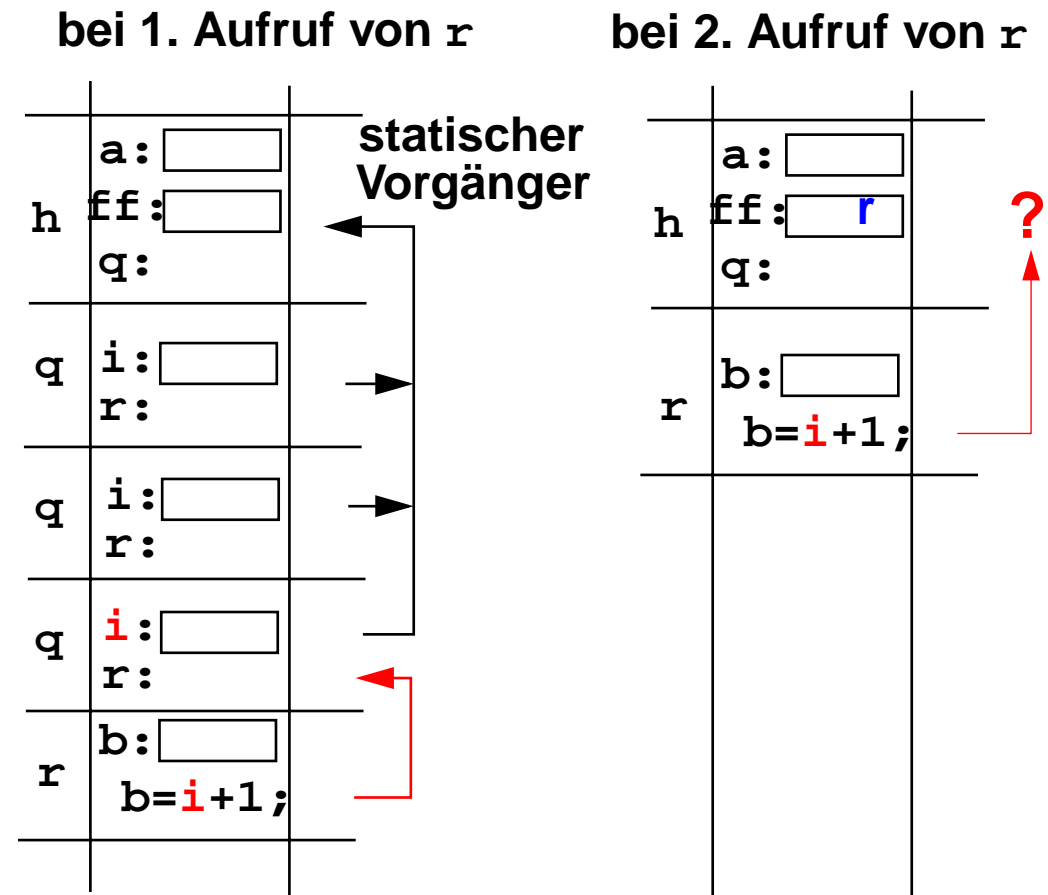 bei 1. Aufruf von r
statischer
Vorgänger
h
a:
ff:
q:
q
i:
r:
q
i:
r:
q
i:
r:
r
b:
b=i+1;
bei 2. Aufruf von r
h
a:
ff: r
q:
?
r
b:
b=i+1;